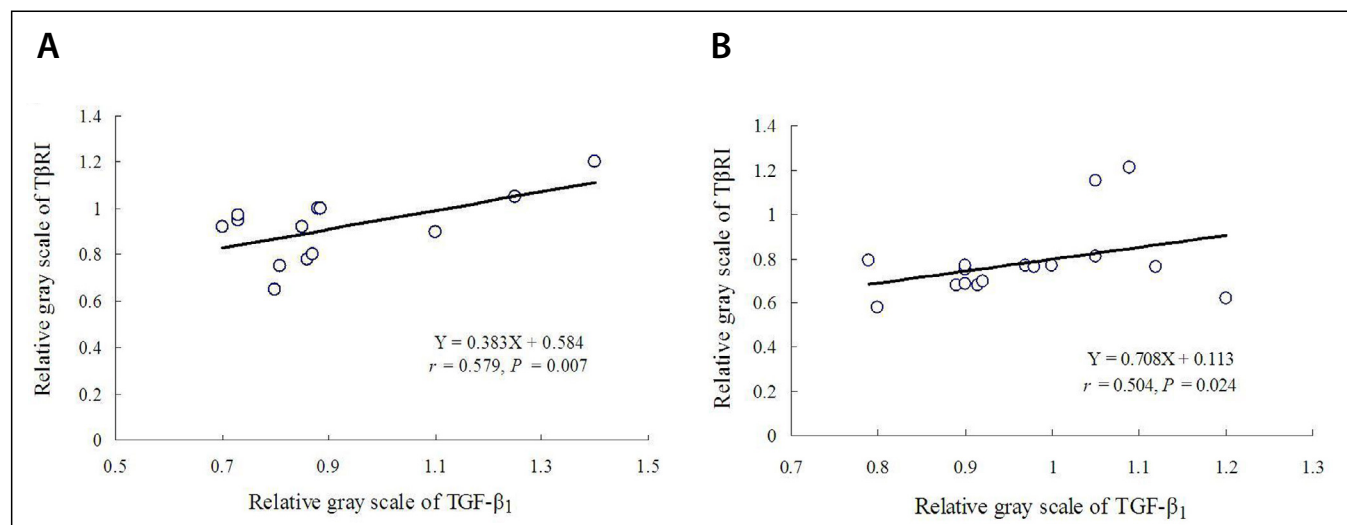 A
Relative gray scale of TβRI
1.4
1.2
1
0.8
0.6
0.4
0.2
0
0.5 0.7 0.9 1.1 1.3 1.5
Relative gray scale of TGF-β1
Y = 0.383X + 0.584
r = 0.579, P = 0.007
B
Relative gray scale of TβRI
1.4
1.2
1
0.8
0.6
0.4
0.2
0
0.7 0.8 0.9 1 1.1 1.2 1.3
Relative gray scale of TGF-β1
Y = 0.708X + 0.113
r = 0.504, P = 0.024